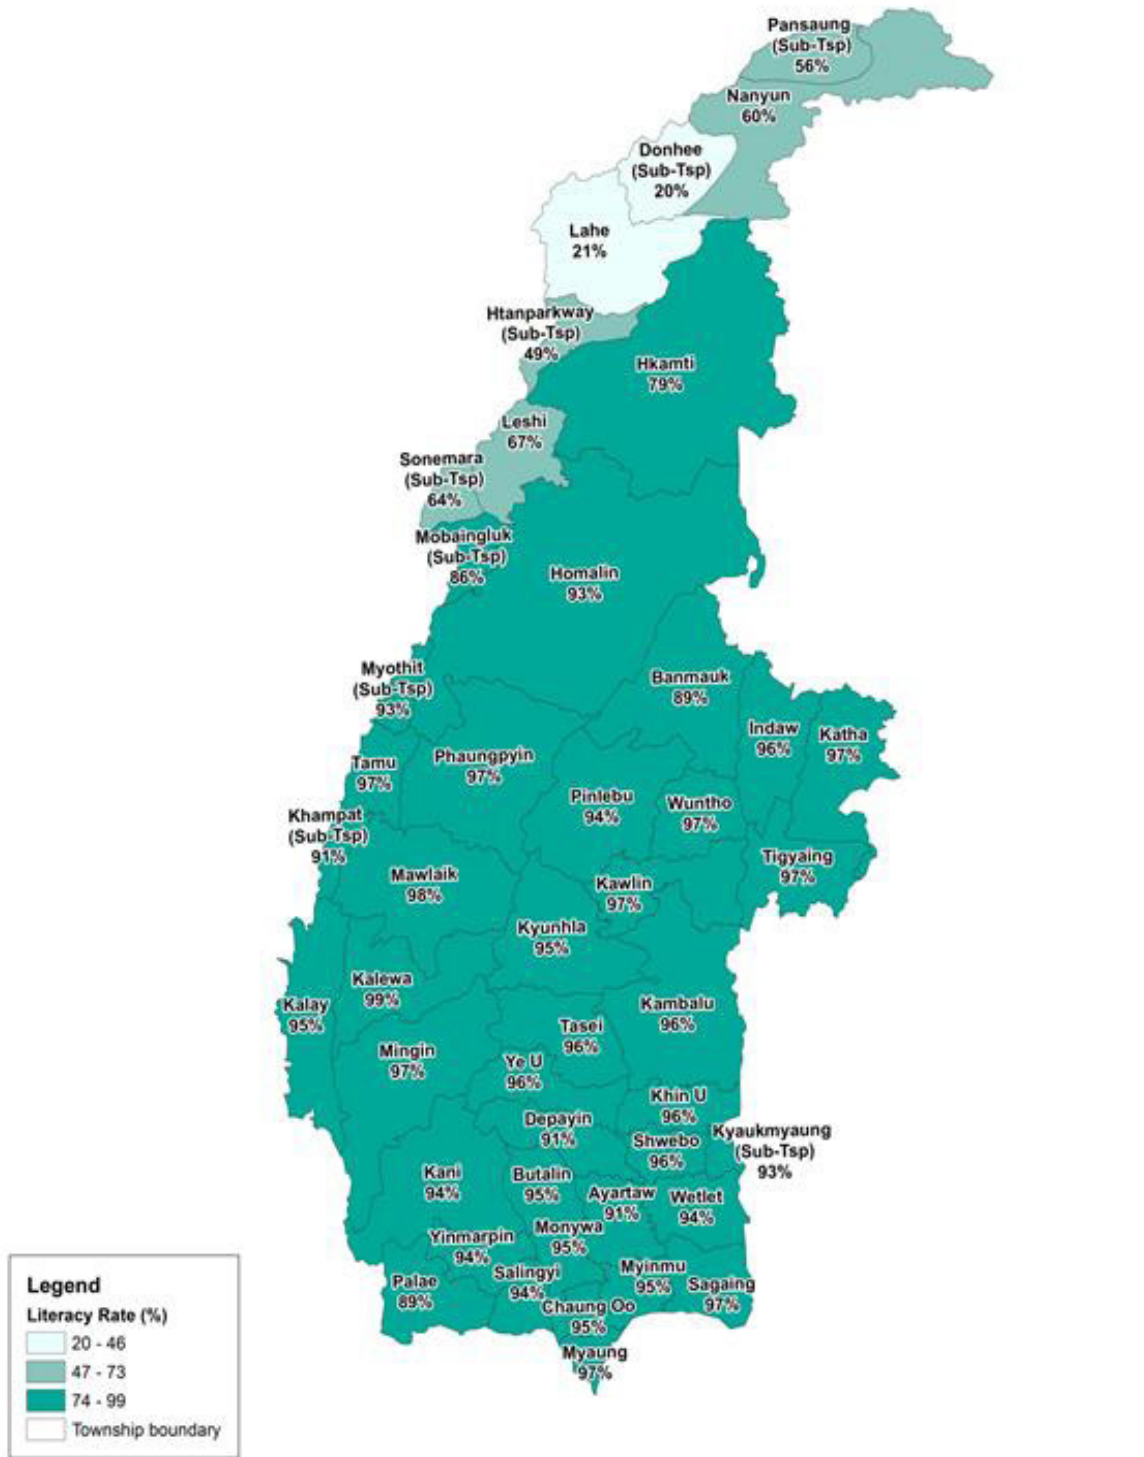 Pansaung
(Sub-Tsp)
56%
Nanyun
60%
Donhee
(Sub-Tsp)
20%
Lahe
21%
Htanparkway
(Sub-Tsp)
49%
Hkamti
79%
Leshi
67%
Sonemara
(Sub-Tsp)
64%
Mobaingluk
(Sub-Tsp)
86%
Homalin
93%
Myothit
(Sub-Tsp)
93%
Banmauk
89%
Indaw
96%
Katha
97%
Tamu
97%
Phaungpyin
97%
Pinlebu
94%
Wuntho
97%
Khampat
(Sub-Tsp)
91%
Mawlaik
98%
Kawlin
97%
Tigyaing
97%
Kyunhla
95%
Kalewa
99%
Kalay
95%
Kambalu
96%
Tasei
96%
Mingin
97%
Ye U
96%
Khin U
96%
Depayin
91%
Shwebo
96%
Kyaukmyaung
(Sub-Tsp)
93%
Kani
94%
Butalin
95%
Ayartaw
91%
Wetlet
94%
Yinmarpin
94%
Monywa
95%
Salingyi
94%
Myinmu
95%
Sagaing
97%
Palae
89%
Chaung Oo
95%
Myaung
97%
Legend
Literacy Rate (%)
20 - 46
47 - 73
74 - 99
Township boundary